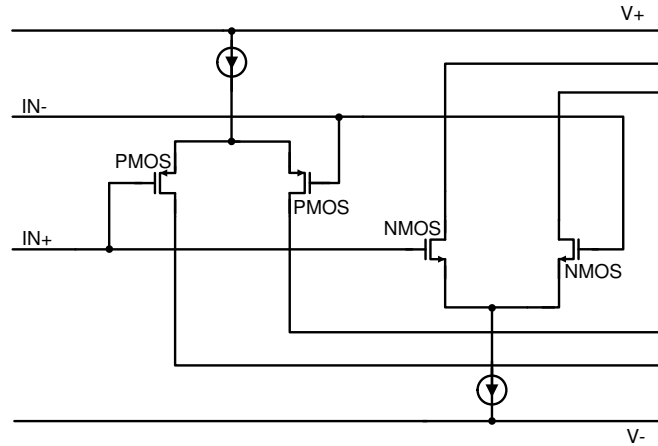 V+
IN-
PMOS
PMOS
NMOS
IN+
NMOS
V-